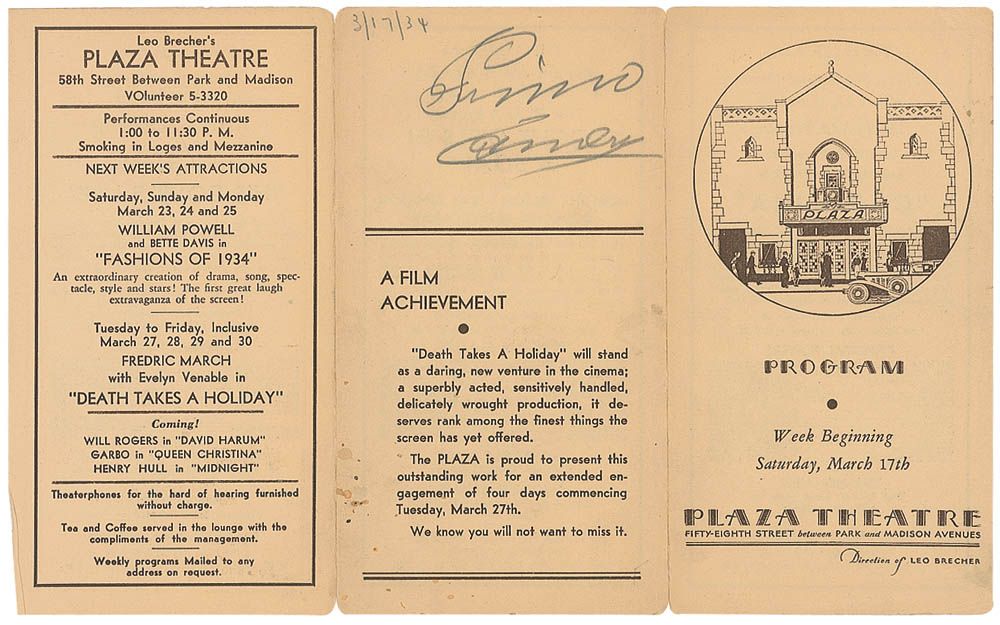 Leo Brecher's
PLAZA THEATRE
58th Street Between Park and Madison
VOlunteer 5-3320
Performances Continuous
1:00 to 11:30 P. M.
Smoking in Loges and Mezzanine
NEXT WEEK'S ATTRACTIONS
Saturday, Sunday and Monday
March 23, 24 and 25
WILLIAM POWELL
and BETTE DAVIS in
"FASHIONS OF 1934"
An extraordinary creation of drama, song, spec-
tacle, style and stars! The first great laugh
extravaganza of the screen!
Tuesday to Friday, Inclusive
March 27, 28, 29 and 30
FREDRIC MARCH
with Evelyn Venable in
"DEATH TAKES A HOLIDAY"
Coming!
WILL ROGERS in "DAVID HARUM"
GARBO in "QUEEN CHRISTINA"
HENRY HULL in "MIDNIGHT"
Theaterphones for the hard of hearing furnished
without charge.
Tea and Coffee served in the lounge with the
compliments of the management.
Weekly programs Mailed to any
address on request.
3/17/34
Primo
A FILM
ACHIEVEMENT
"Death Takes A Holiday" will stand
as a daring, new venture in the cinema;
a superbly acted, sensitively handled,
delicately wrought production, it de-
serves rank among the finest things the
screen has yet offered.
The PLAZA is proud to present this
outstanding work for an extended en-
gagement of four days commencing
Tuesday, March 27th.
We know you will not want to miss it.
PLAZA
PROGRAM
Week Beginning
Saturday, March 17th
PLAZA THEATRE
FIFTY-EIGHTH STREET between PARK and MADISON AVENUES
Direction of LEO BRECHER